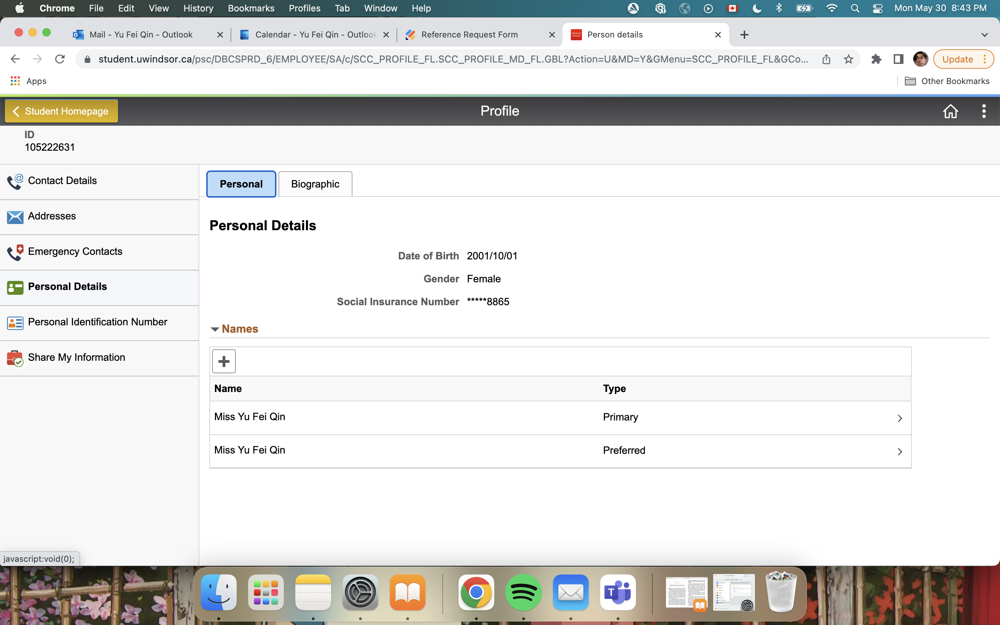 Chrome File Edit View History Bookmarks Profiles Tab Window Help Mon May 30 8:43 PM
Mail - Yu Fei Qin - Outlook Calendar - Yu Fei Qin - Outlook Reference Request Form Person details
student.uwindsor.ca/psc/DBCSPRD_6/EMPLOYEE/SA/c/SCC_PROFILE_FL.SCC_PROFILE_MD_FL.GBL?Action=U&MD=Y&GMenu=SCC_PROFILE_FL&GCo... Update
Apps Other Bookmarks
Student Homepage Profile
ID
105222631
Contact Details
Addresses
Emergency Contacts
Personal Details
Personal Identification Number
Share My Information
Personal Biographic
Personal Details
Date of Birth 2001/10/01
Gender Female
Social Insurance Number *****8865
Names
Name Type
Miss Yu Fei Qin Primary
Miss Yu Fei Qin Preferred
javascript:void(0);